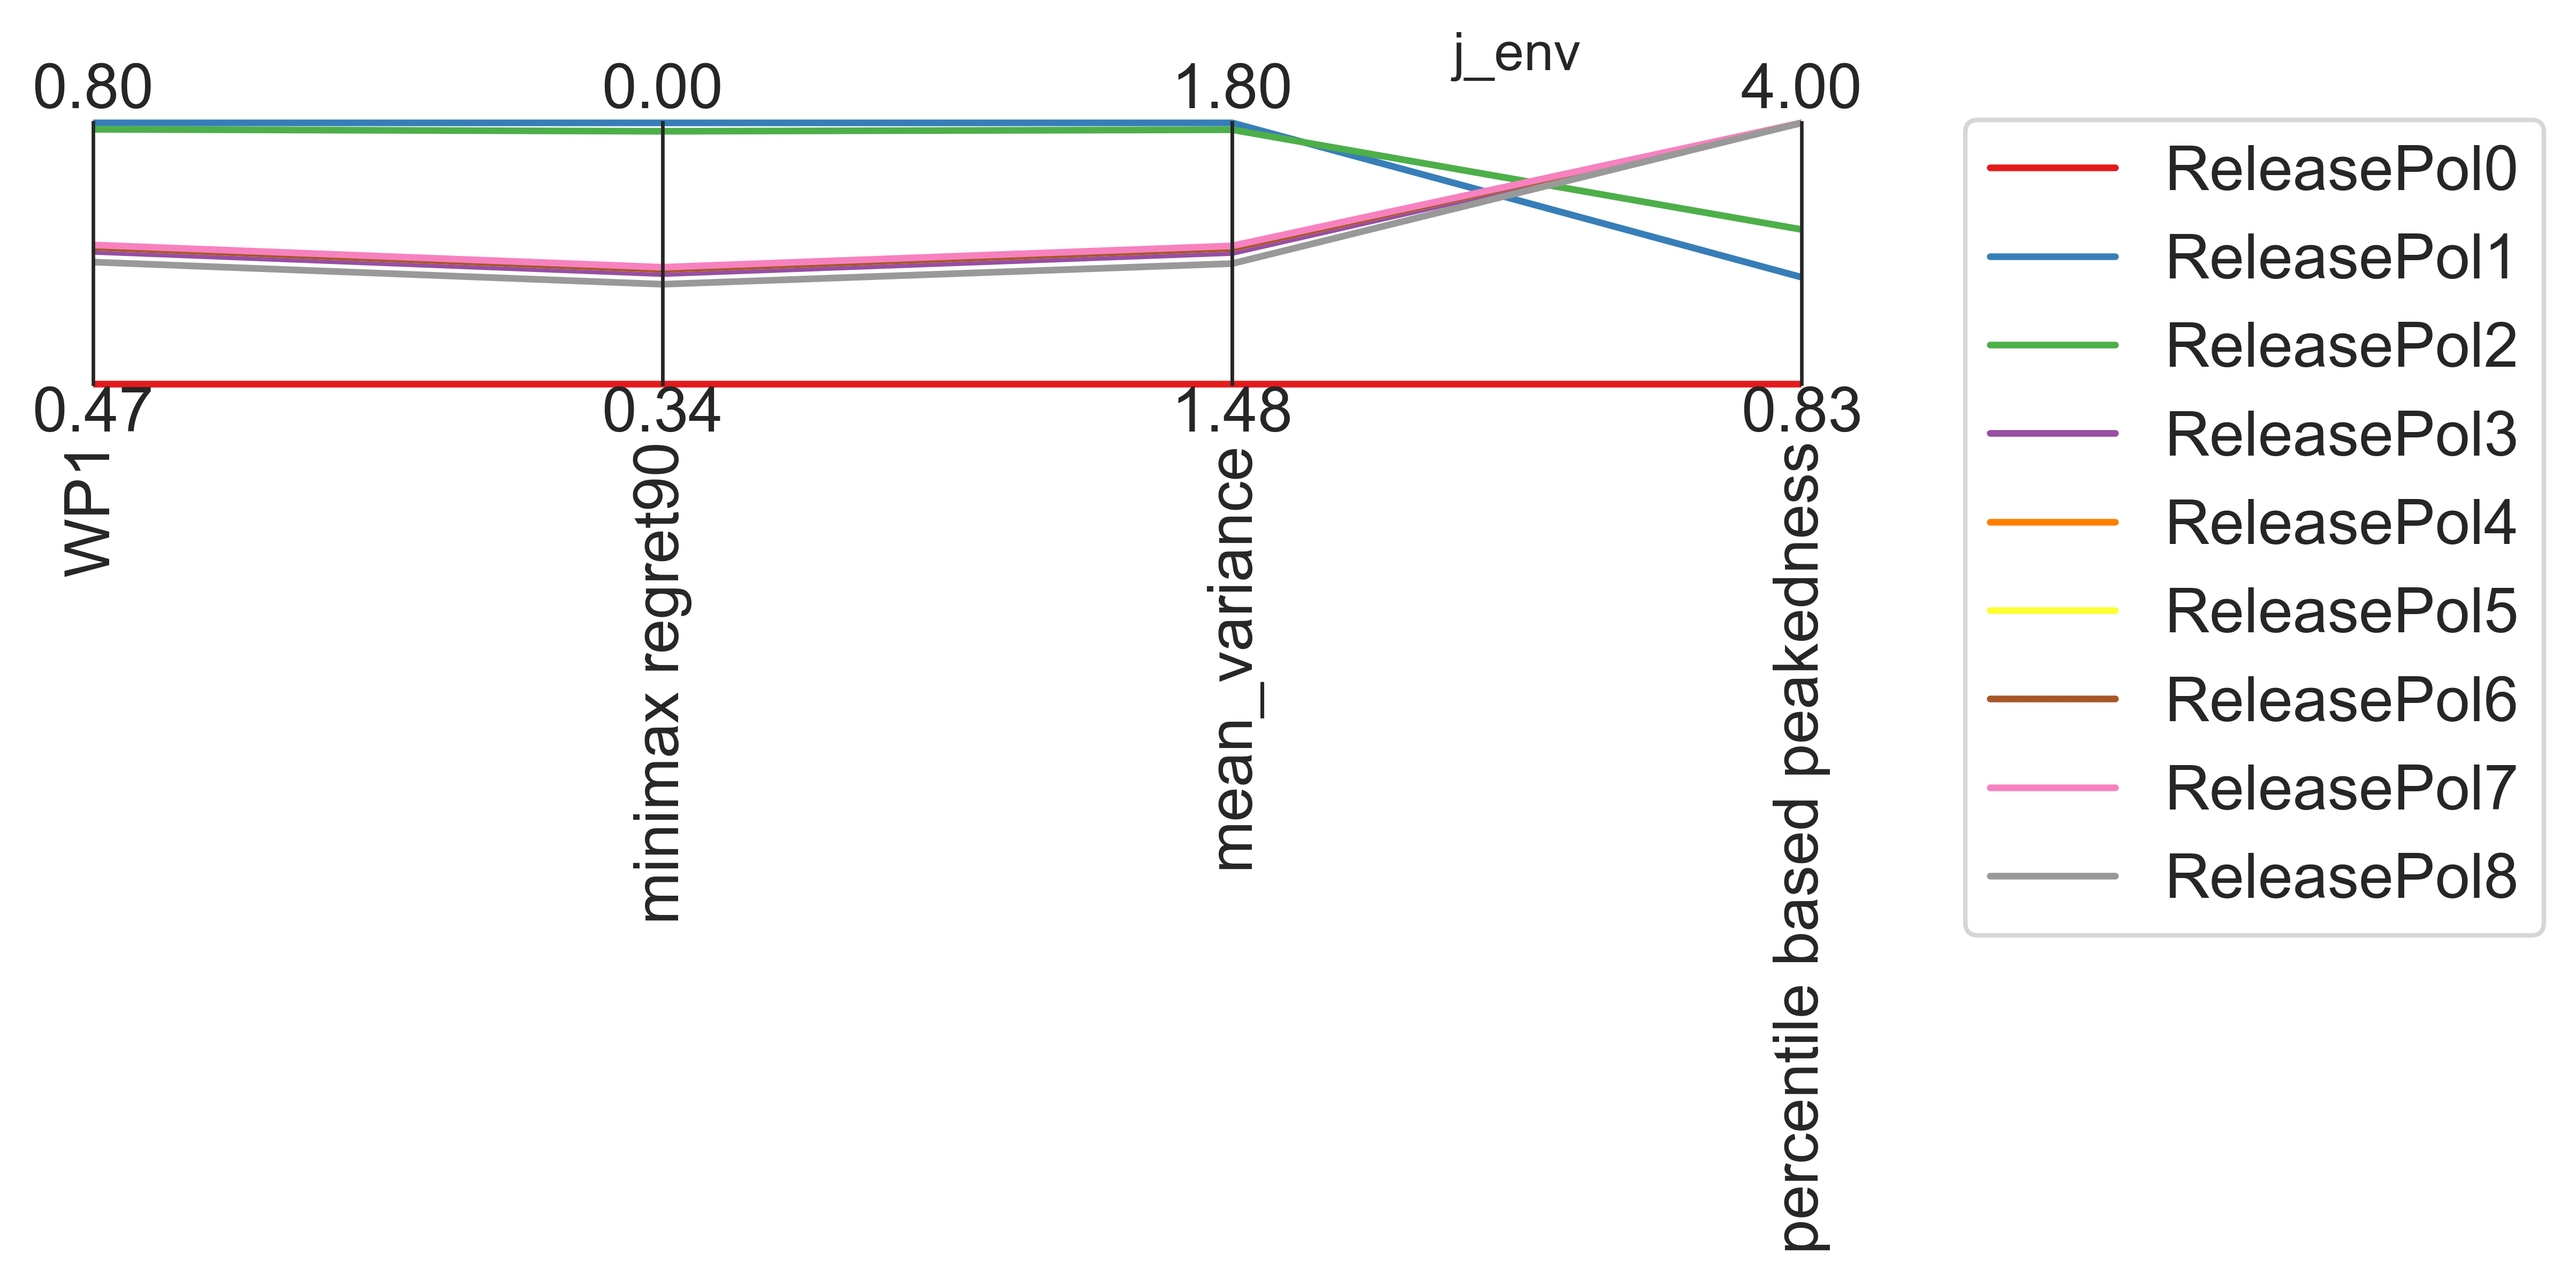 j_env
0.80 0.00 1.80 4.00
0.47 0.34 1.48 0.83
WP1
minimax regret90
mean_variance
percentile based peakedness
ReleasePol0
ReleasePol1
ReleasePol2
ReleasePol3
ReleasePol4
ReleasePol5
ReleasePol6
ReleasePol7
ReleasePol8